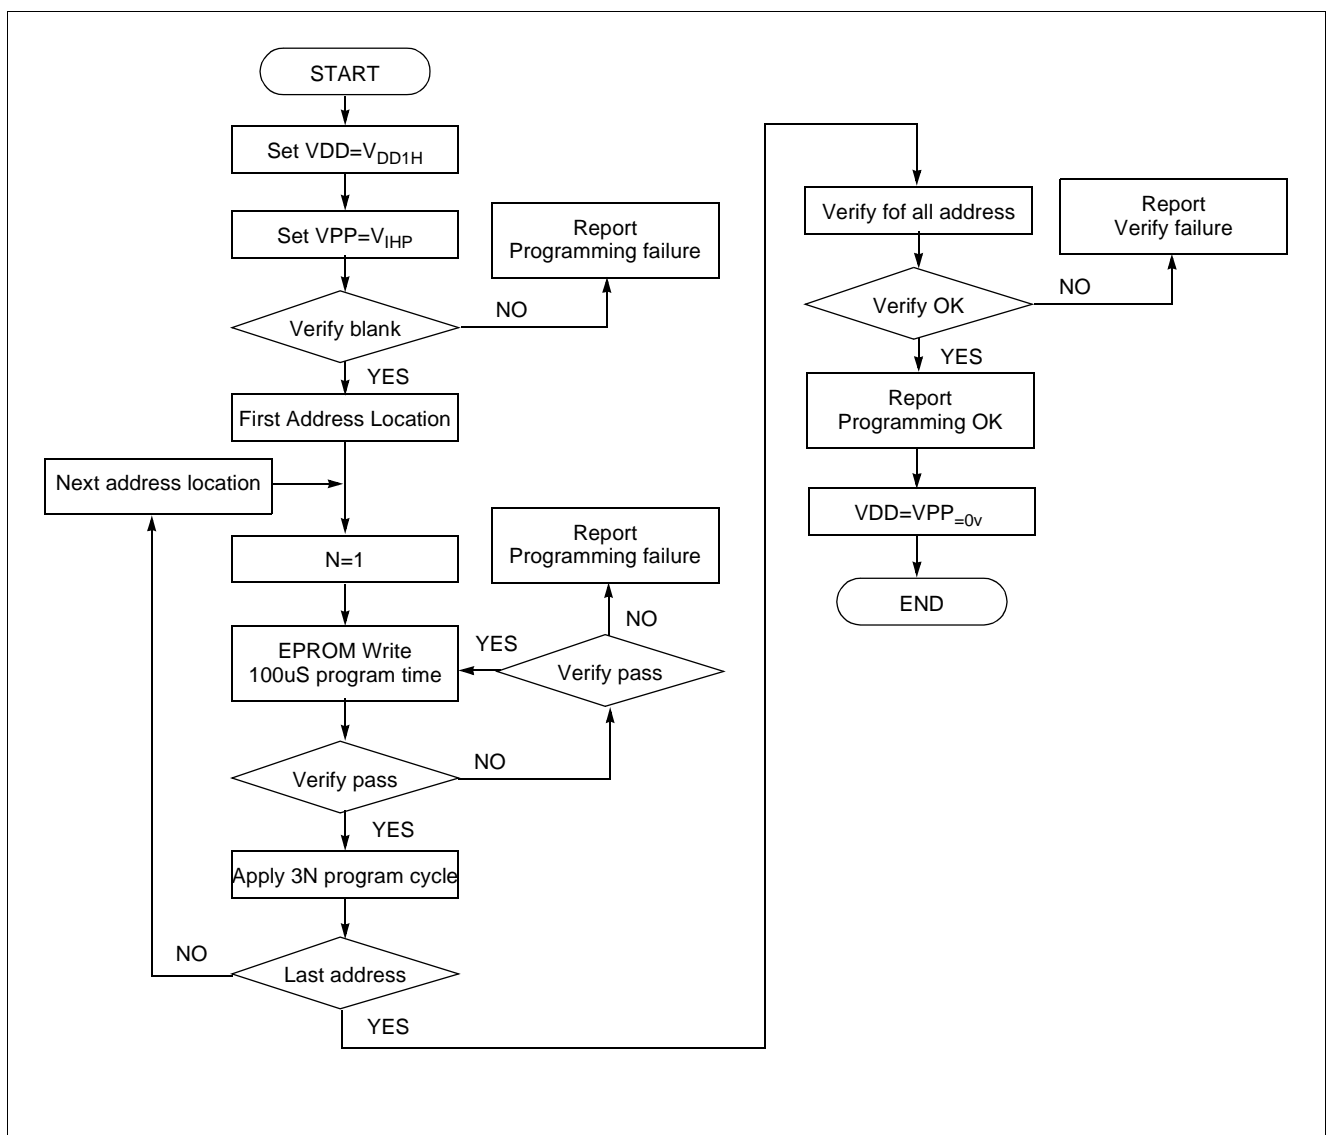 START
Set VDD=VDD1H
Set VPP=VIHP
Report
Programming failure
Verify blank
NO
YES
First Address Location
Next address location
N=1
Report
Programming failure
NO
YES
EPROM Write
100uS program time
Verify pass
Verify pass
NO
YES
Apply 3N program cycle
NO
Last address
YES
Verify fof all address
Report
Verify failure
Verify OK
NO
YES
Report
Programming OK
VDD=VPP=0v
END